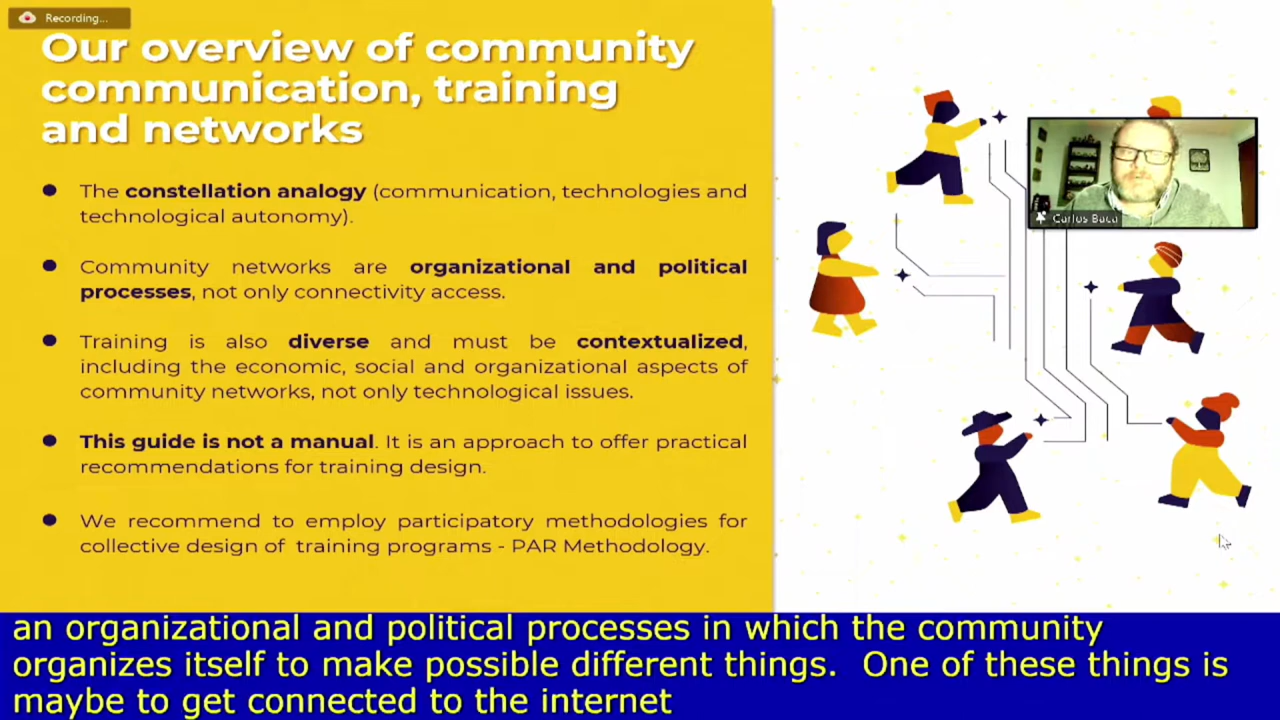 Recording...
Our overview of community
communication, training
and networks
● The constellation analogy (communication, technologies and
technological autonomy).
● Community networks are organizational and political
processes, not only connectivity access.
● Training is also diverse and must be contextualized,
including the economic, social and organizational aspects of
community networks, not only technological issues.
● This guide is not a manual. It is an approach to offer practical
recommendations for training design.
● We recommend to employ participatory methodologies for
collective design of training programs - PAR Methodology.
Carlos Baca
an organizational and political processes in which the community
organizes itself to make possible different things. One of these things is
maybe to get connected to the internet